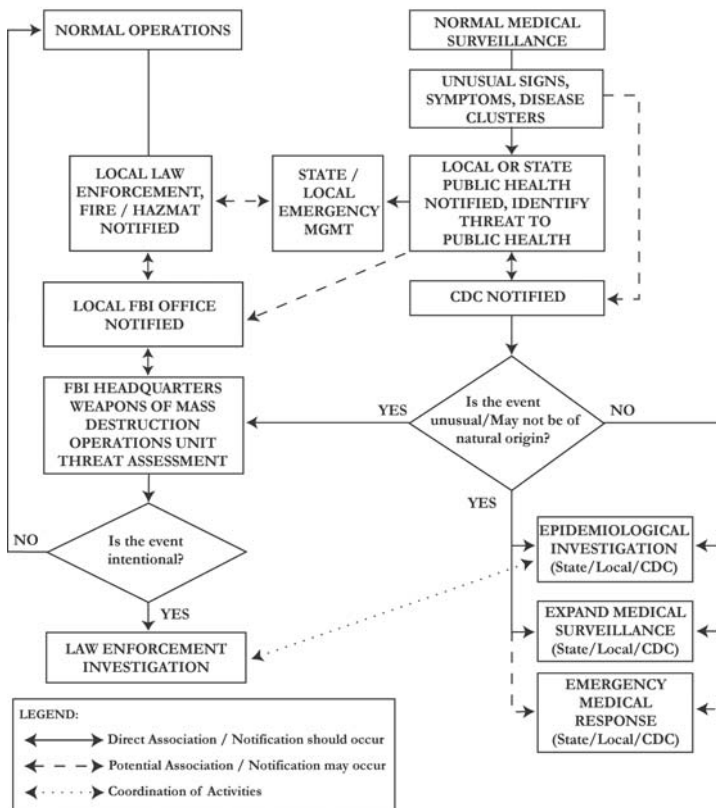 NORMAL OPERATIONS
NORMAL MEDICAL
SURVEILLANCE
UNUSUAL SIGNS,
SYMPTOMS, DISEASE
CLUSTERS
LOCAL LAW
ENFORCEMENT,
FIRE / HAZMAT
NOTIFIED
STATE /
LOCAL
EMERGENCY
MGMT
LOCAL OR STATE
PUBLIC HEALTH
NOTIFIED, IDENTIFY
THREAT TO
PUBLIC HEALTH
LOCAL FBI OFFICE
NOTIFIED
CDC NOTIFIED
FBI HEADQUARTERS
WEAPONS OF MASS
DESTRUCTION
OPERATIONS UNIT
THREAT ASSESSMENT
YES
Is the event
unusual/May not be of
natural origin?
NO
YES
NO
Is the event
intentional?
YES
EPIDEMIOLOGICAL
INVESTIGATION
(State/Local/CDC)
LAW ENFORCEMENT
INVESTIGATION
EXPAND MEDICAL
SURVEILLANCE
(State/Local/CDC)
EMERGENCY
MEDICAL
RESPONSE
(State/Local/CDC)
LEGEND:
Direct Association / Notification should occur
Potential Association / Notification may occur
Coordination of Activities